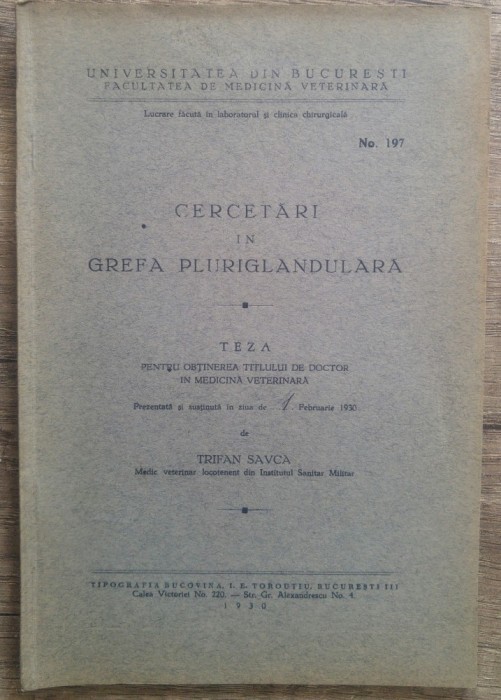 UNIVERSITATEA DIN BUCUREȘTI
FACULTATEA DE MEDICINĂ VETERINARĂ
Lucrare făcută în laboratorul și clinica chirurgicală
No. 197
CERCETĂRI
IN
GREFA PLURIGLANDULARĂ
TEZA
PENTRU OBȚINEREA TITLULUI DE DOCTOR
IN MEDICINĂ VETERINARĂ
Prezentată și susținută în ziua de 1 Februarie 1930
de
TRIFAN SAVCA
Medic veterinar locotenent din Institutul Sanitar Militar
TIPOGRAFIA BUCOVINA, I. E. TOROUȚIU, BUCUREȘTI III
Calea Victoriei No. 220. — Str. Gr. Alexandrescu No. 4.
1930